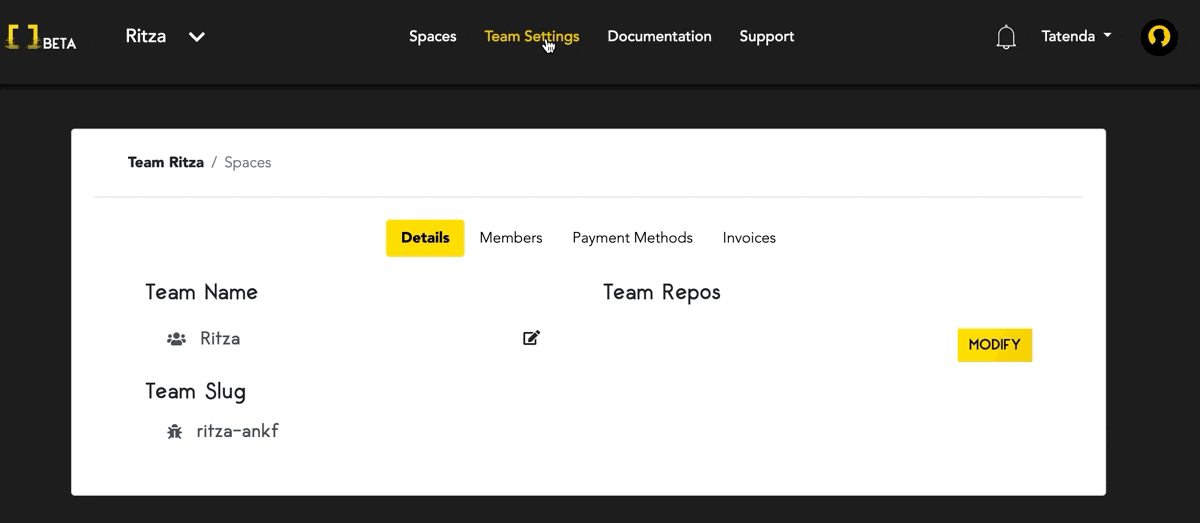 [ ] BETA Ritza Spaces Team Settings Documentation Support Tatenda
Team Ritza / Spaces
Details Members Payment Methods Invoices
Team Name Team Repos
Ritza
MODIFY
Team Slug
ritza-ankf